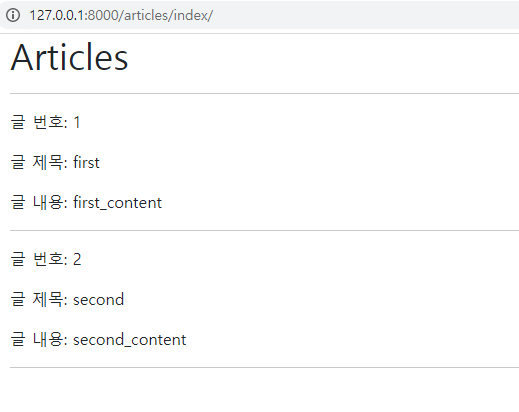 127.0.0.1:8000/articles/index/
Articles
글 번호: 1
글 제목: first
글 내용: first_content
글 번호: 2
글 제목: second
글 내용: second_content